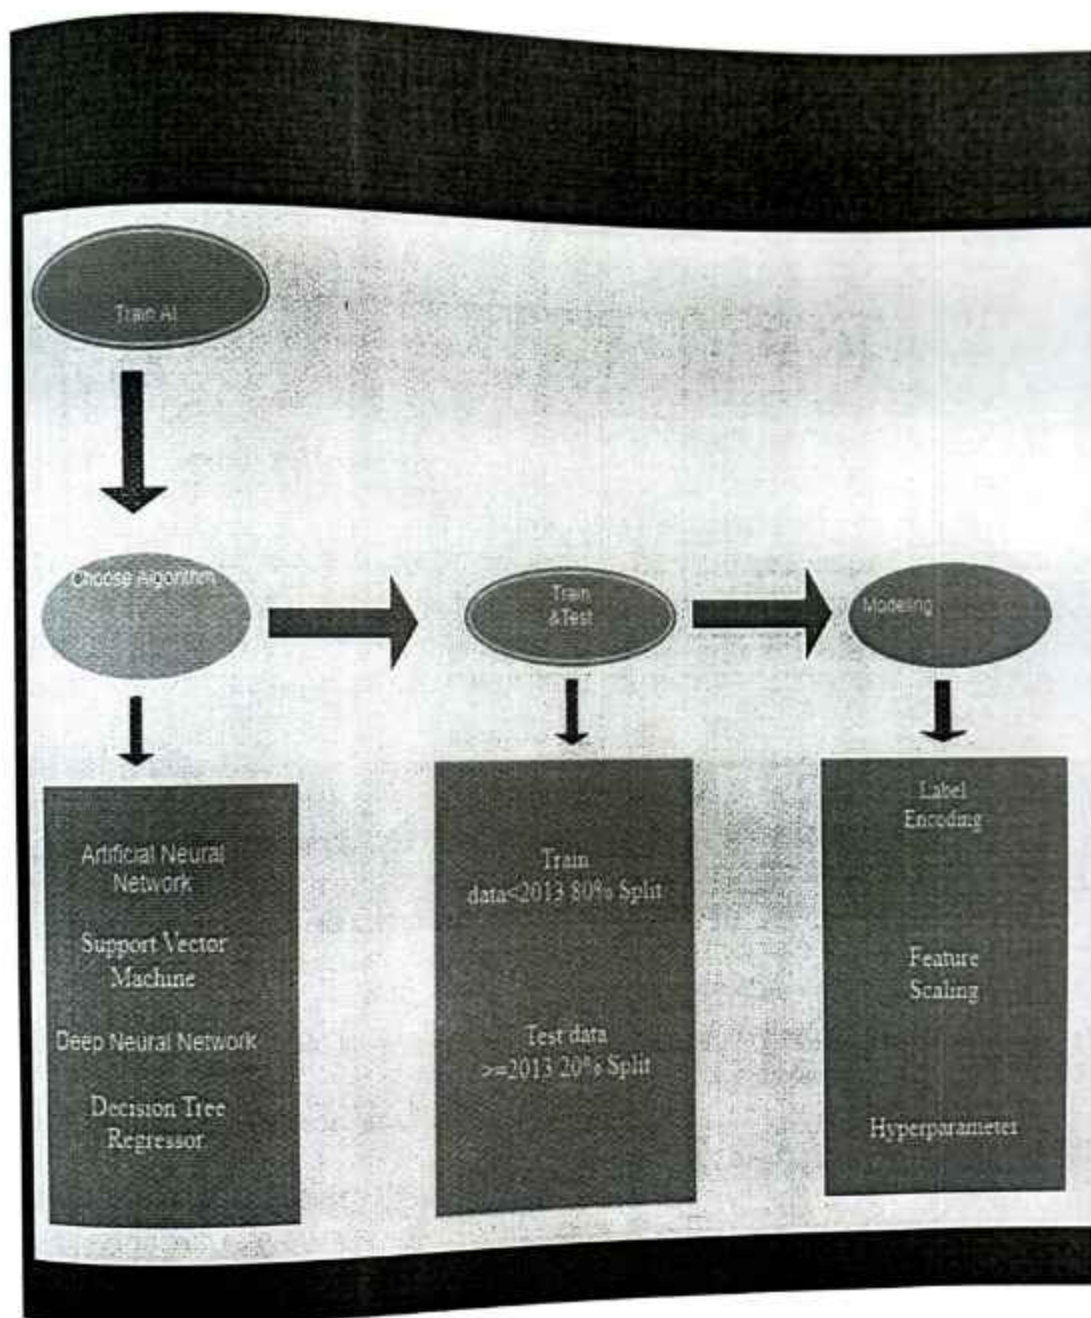 Train AI
Choose Algorithm
Train
&Test
Modeling
Artificial Neural
Network
Support Vector
Machine
Deep Neural Network
Decision Tree
Regressor
Train
data<2013 80% Split
Test data
>=2013 20% Split
Label
Encoding
Feature
Scaling
Hyperparameter